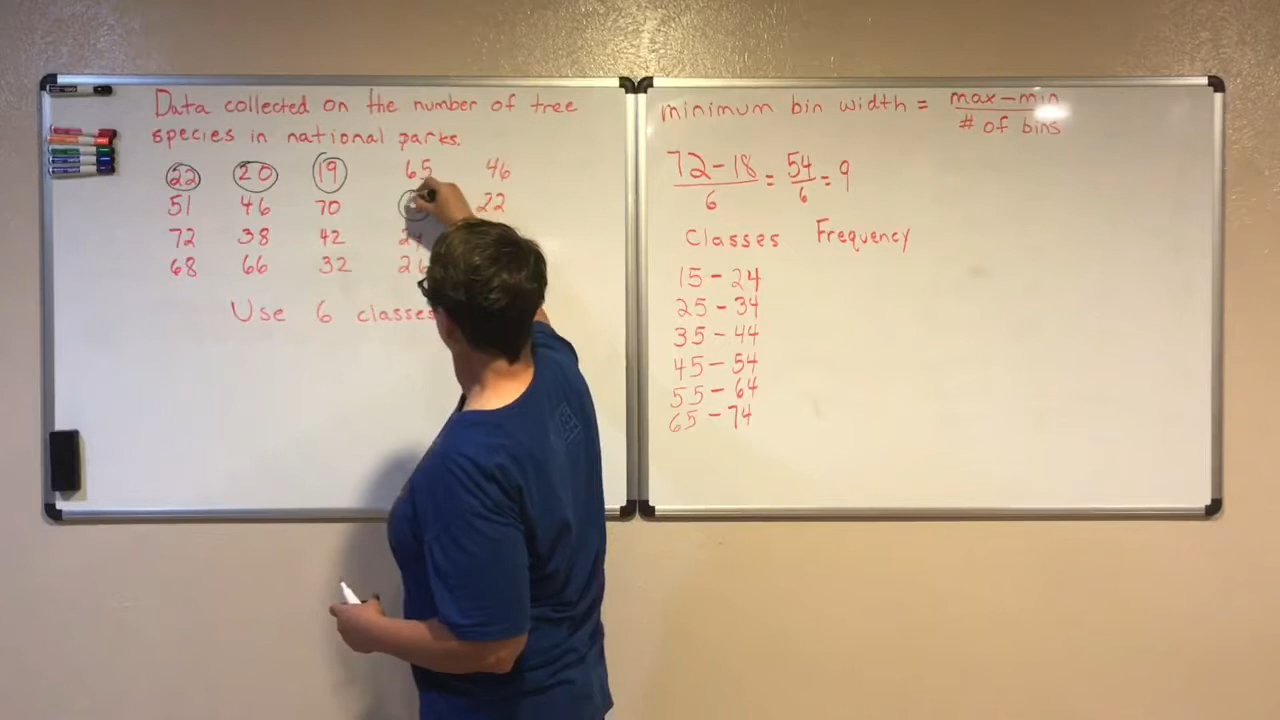 Data collected on the number of tree
species in national parks.
22 20 19 65 46
51 46 70 22
72 38 42 24
68 66 32 26
Use 6 classes
minimum bin width = max-min
# of bins
72-18 = 54 = 9
6 6
Classes Frequency
15-24
25-34
35-44
45-54
55-64
65-74